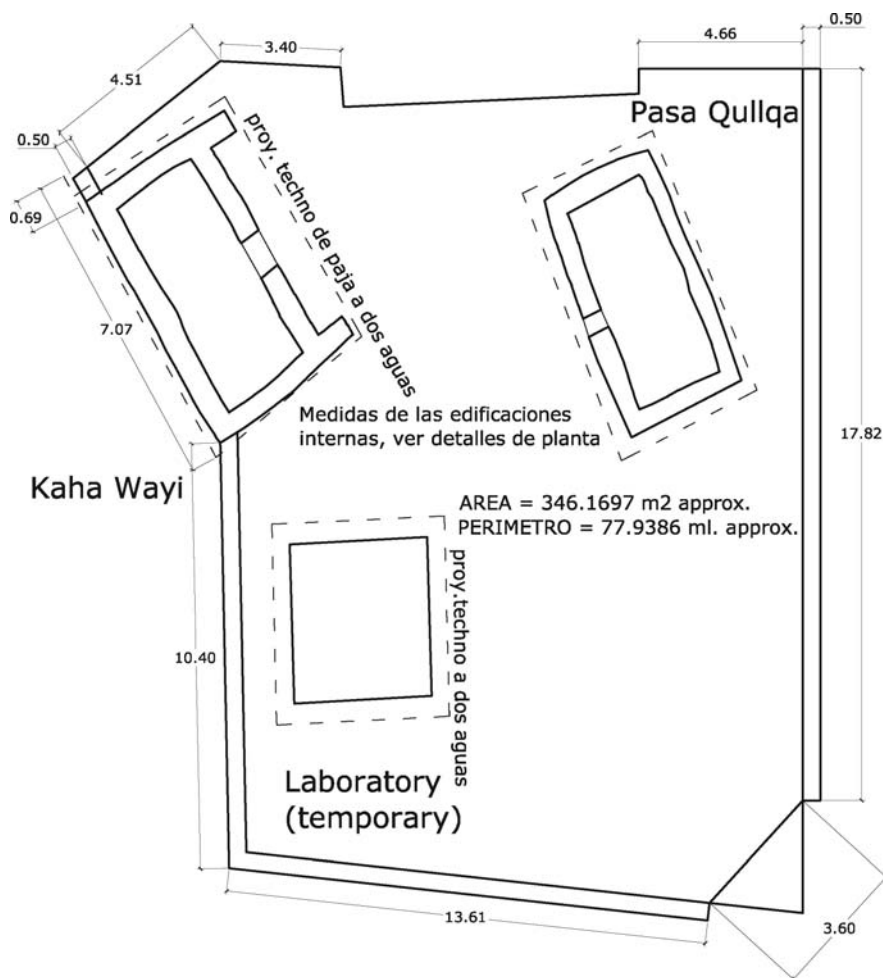 0.50
3.40
4.66
4.51
Pasa Qullqa
0.50
proy. techno de paja a dos aguas
0.69
7.07
Medidas de las edificaciones
internas, ver detalles de planta
17.82
Kaha Wayi
AREA = 346.1697 m2 approx.
PERIMETRO = 77.9386 ml. approx.
proy.techno a dos aguas
10.40
Laboratory
(temporary)
13.61
3.60